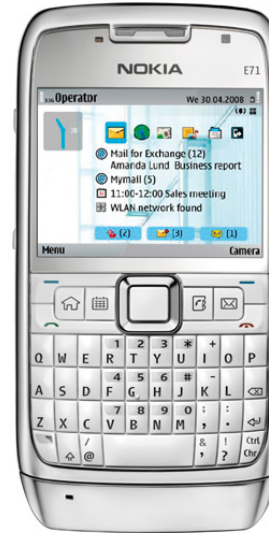 NOKIA E71
3.5G Operator We 30.04.2008
Mail for Exchange (12)
Amanda Lund Business report
Mymail (5)
11:00-12:00 Sales meeting
WLAN network found
(2) (3) (1)
Menu Camera
1 2 3 * +
Q W E R T Y U I O P
4 5 6 # -
A S D F G J K L
7 8 9 0 ; :
Z X C V B N M , .
/ & ! Ctrl
@ ' ? Chr